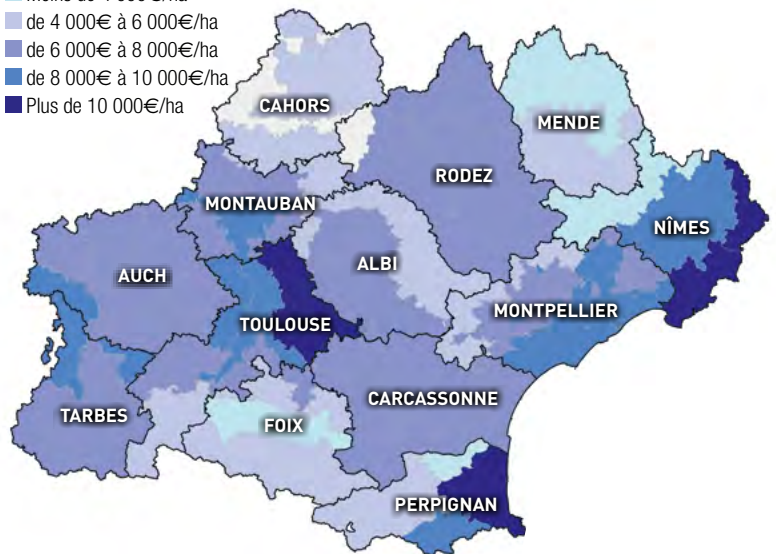 de 4 000€ à 6 000€/ha
de 6 000€ à 8 000€/ha
de 8 000€ à 10 000€/ha
Plus de 10 000€/ha
CAHORS
MENDE
RODEZ
MONTAUBAN
NÎMES
ALBI
AUCH
MONTPELLIER
TOULOUSE
CARCASSONNE
TARBES
FOIX
PERPIGNAN